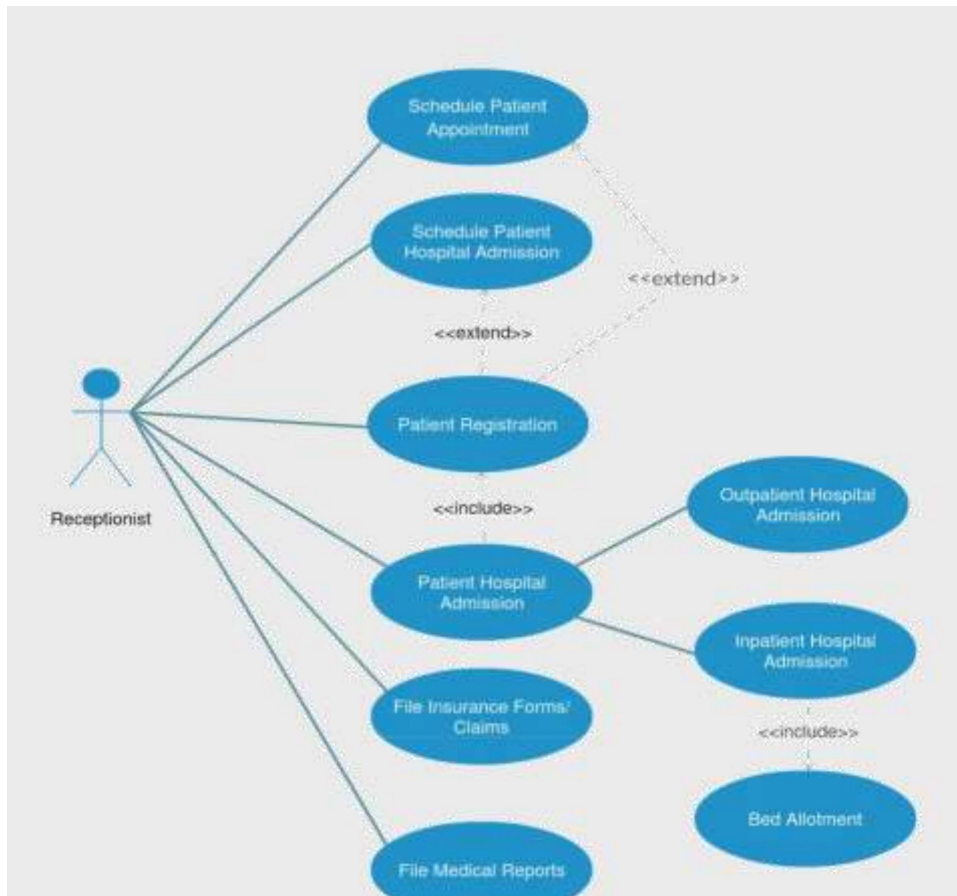 Schedule Patient
Appointment
Schedule Patient
Hospital Admission
<<extend>>
<<extend>>
Patient Registration
Receptionist
<<include>>
Outpatient Hospital
Admission
Patient Hospital
Admission
Inpatient Hospital
Admission
File Insurance Forms/
Claims
<<include>>
Bed Allotment
File Medical Reports